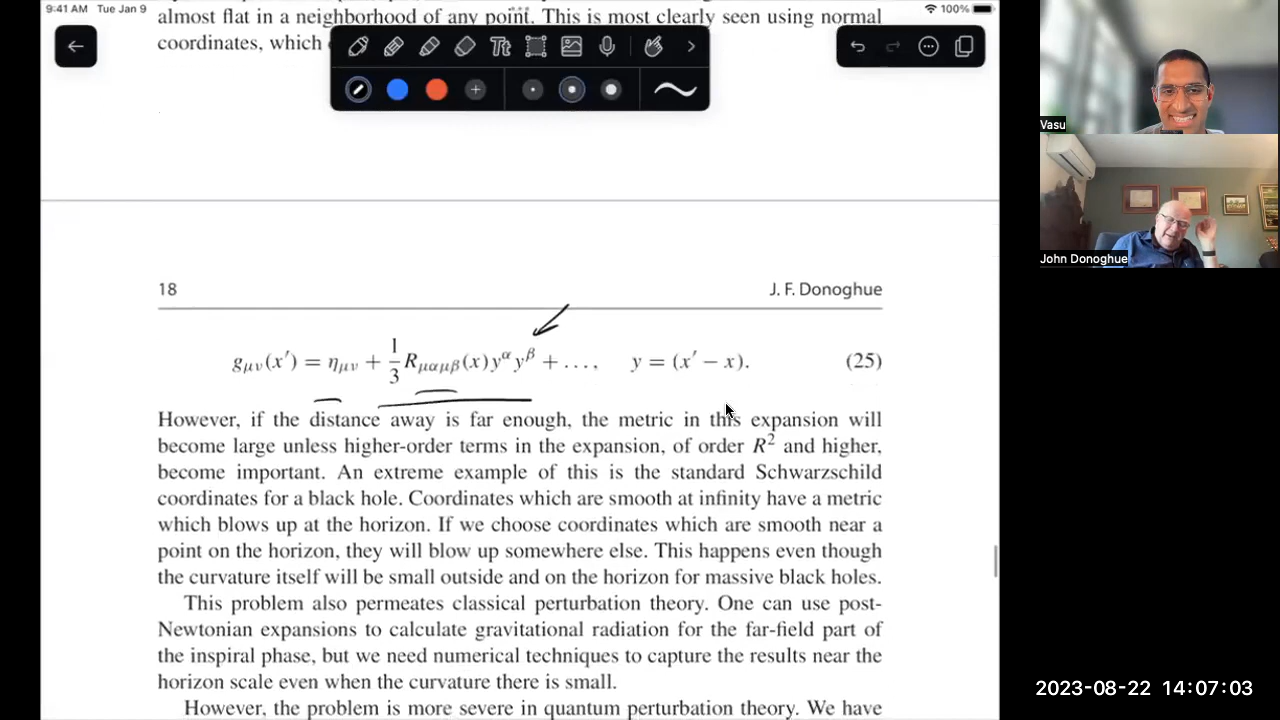 9:41 AM Tue Jan 9
100%
almost flat in a neighborhood of any point. This is most clearly seen using normal
coordinates, which
Tt
Vasu
John Donoghue
18
J. F. Donoghue
g_{μν}(x′) = η_{μν} + 1/3 R_{μαμβ}(x)y^α y^β + . . . , y = (x′ − x). (25)
However, if the distance away is far enough, the metric in this expansion will
become large unless higher-order terms in the expansion, of order R² and higher,
become important. An extreme example of this is the standard Schwarzschild
coordinates for a black hole. Coordinates which are smooth at infinity have a metric
which blows up at the horizon. If we choose coordinates which are smooth near a
point on the horizon, they will blow up somewhere else. This happens even though
the curvature itself will be small outside and on the horizon for massive black holes.
This problem also permeates classical perturbation theory. One can use post-
Newtonian expansions to calculate gravitational radiation for the far-field part of
the inspiral phase, but we need numerical techniques to capture the results near the
horizon scale even when the curvature there is small.
However, the problem is more severe in quantum perturbation theory. We have
2023-08-22 14:07:03